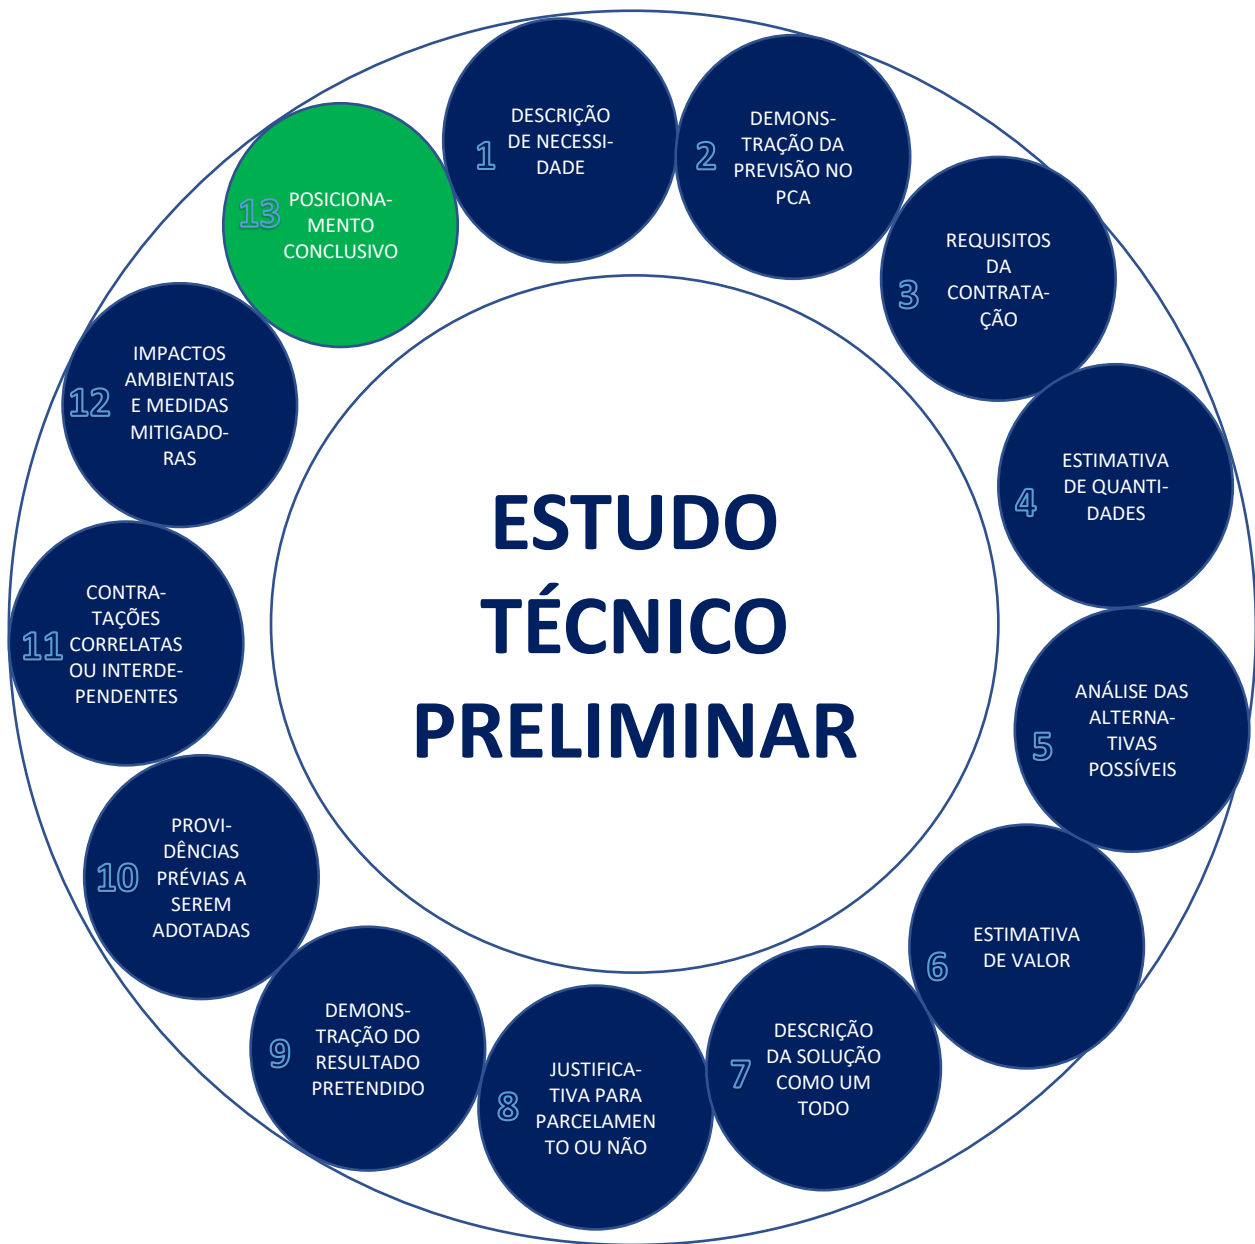 ESTUDO
TÉCNICO
PRELIMINAR
1
DESCRIÇÃO
DE NECESSI-
DADE
2
DEMONS-
TRAÇÃO DA
PREVISÃO NO
PCA
3
REQUISITOS
DA
CONTRATA-
ÇÃO
4
ESTIMATIVA
DE QUANTI-
DADES
5
ANÁLISE DAS
ALTERNA-
TIVAS
POSSÍVEIS
6
ESTIMATIVA
DE VALOR
7
DESCRIÇÃO
DA SOLUÇÃO
COMO UM
TODO
8
JUSTIFICA-
TIVA PARA
PARCELAMEN
TO OU NÃO
9
DEMONS-
TRAÇÃO DO
RESULTADO
PRETENDIDO
10
PROVI-
DÊNCIAS
PRÉVIAS A
SEREM
ADOTADAS
11
CONTRA-
TAÇÕES
CORRELATAS
OU INTERDE-
PENDENTES
12
IMPACTOS
AMBIENTAIS
E MEDIDAS
MITIGADO-
RAS
13
POSICIONA-
MENTO
CONCLUSIVO